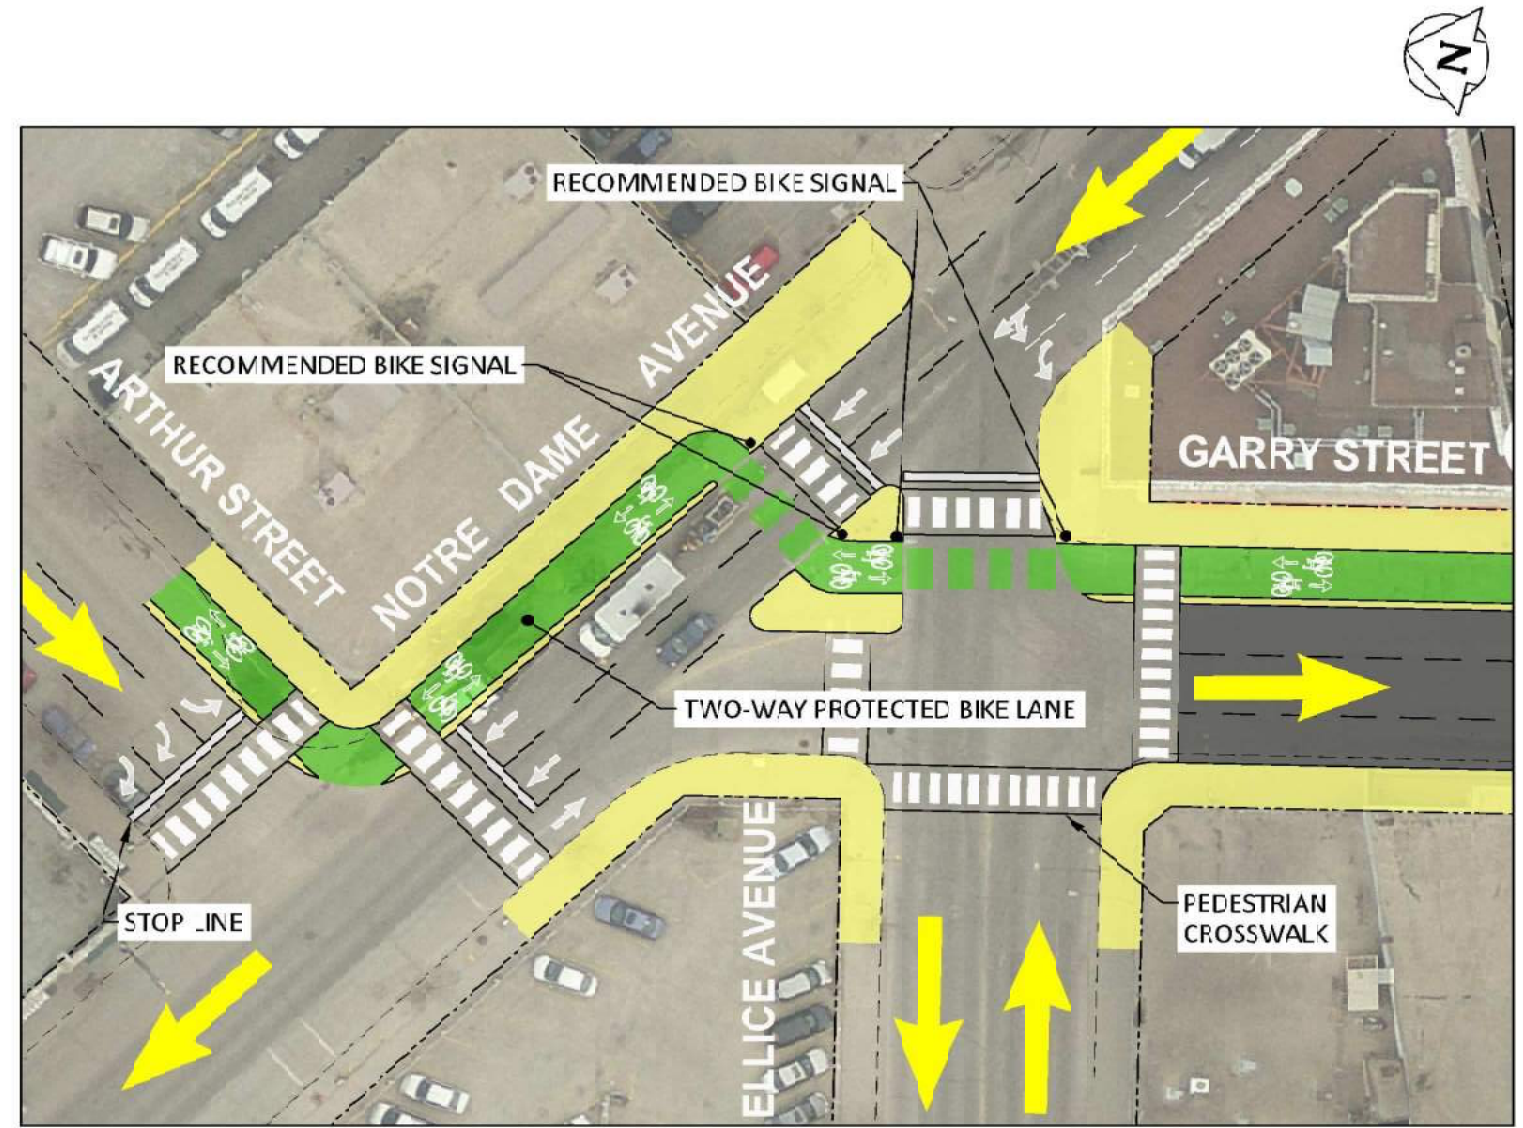 N
RECOMMENDED BIKE SIGNAL
RECOMMENDED BIKE SIGNAL
ARTHUR STREET
NOTRE DAME AVENUE
GARRY STREET
TWO-WAY PROTECTED BIKE LANE
ELLICE AVENUE
STOP LINE
PEDESTRIAN
CROSSWALK